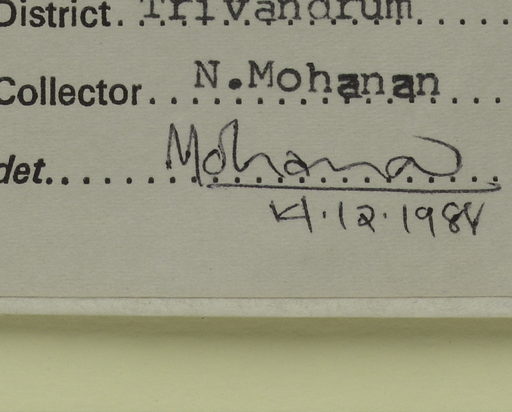 District. Trivandrum
Collector. N.Mohanan
det. Mohanan
4.12.1984